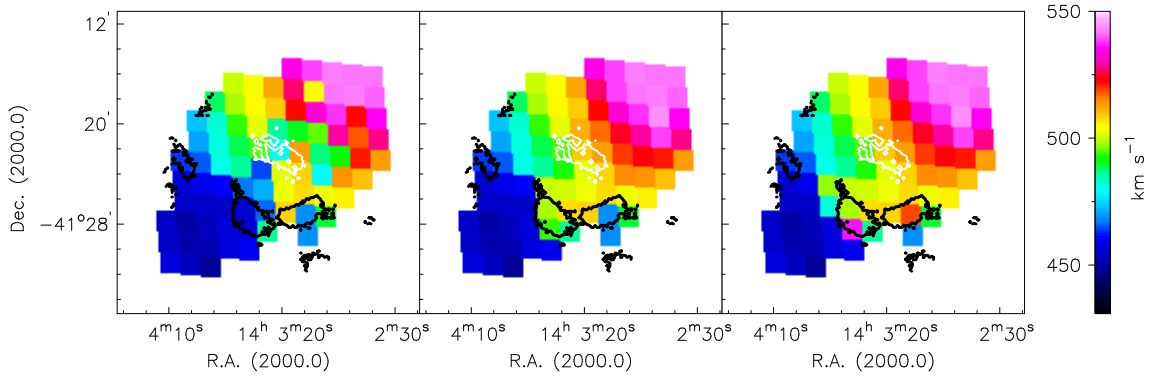 12'
20'
−41°28'
Dec. (2000.0)
4ᵐ10ˢ 14ʰ 3ᵐ20ˢ 2ᵐ30ˢ
4ᵐ10ˢ 14ʰ 3ᵐ20ˢ 2ᵐ30ˢ
4ᵐ10ˢ 14ʰ 3ᵐ20ˢ 2ᵐ30ˢ
R.A. (2000.0) R.A. (2000.0) R.A. (2000.0)
550
500
450
km s⁻¹